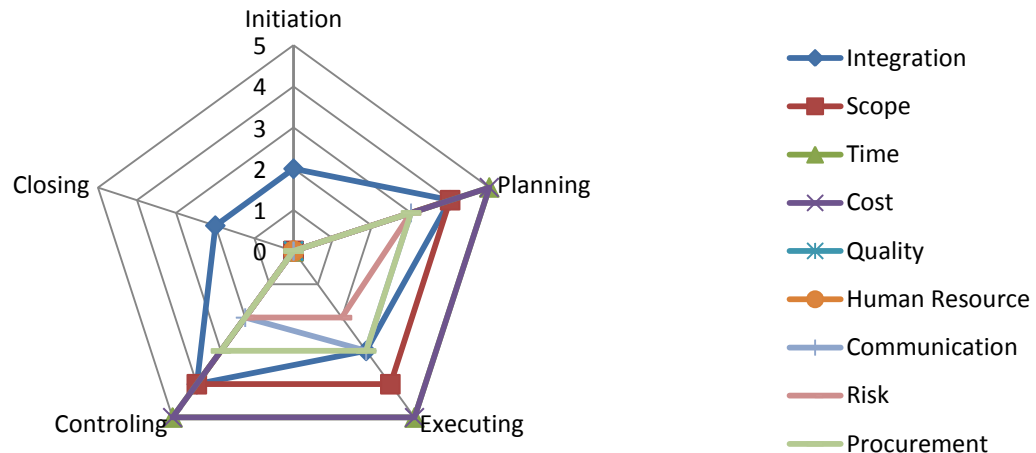 Initiation
5
4
3
2
1
0
Closing
Planning
Controling
Executing
Integration
Scope
Time
Cost
Quality
Human Resource
Communication
Risk
Procurement